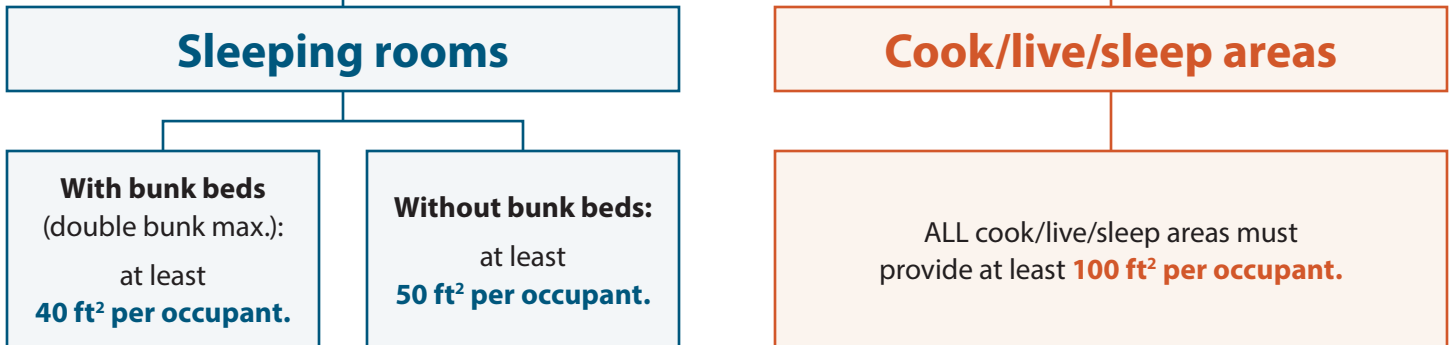 Sleeping rooms
With bunk beds
(double bunk max.):
at least
40 ft² per occupant.
Without bunk beds:
at least
50 ft² per occupant.
Cook/live/sleep areas
ALL cook/live/sleep areas must
provide at least 100 ft² per occupant.